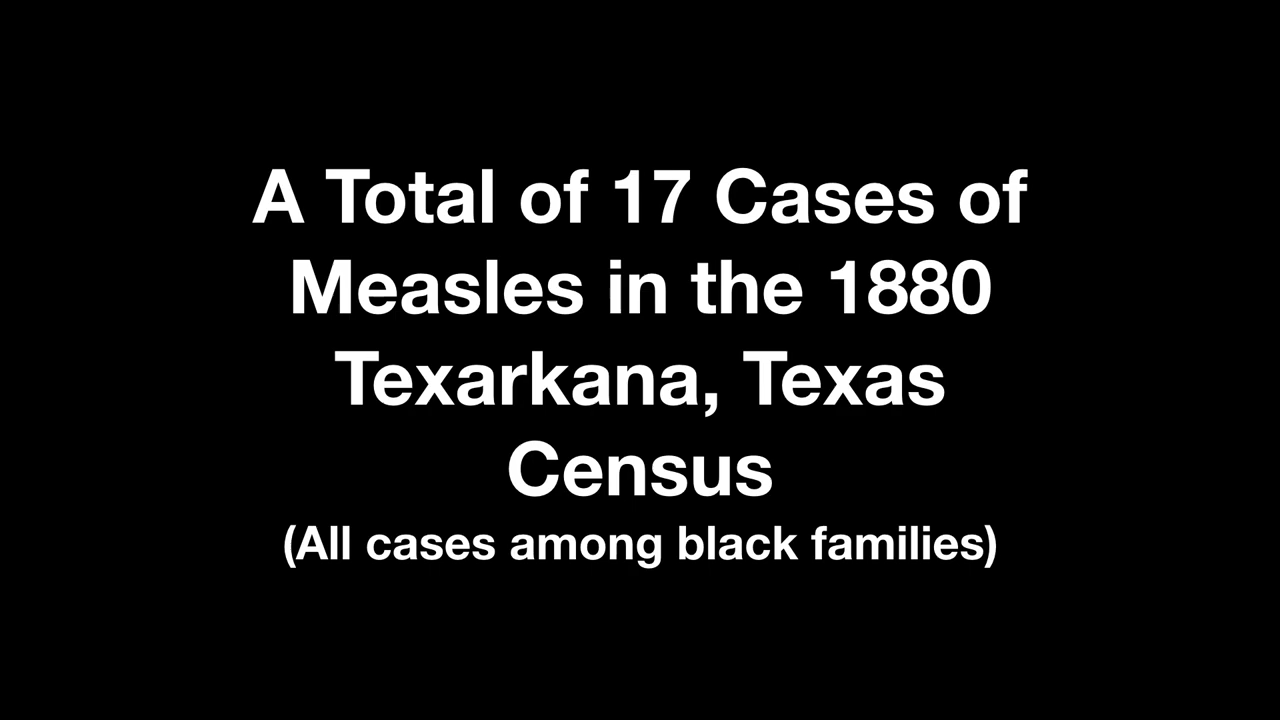 A Total of 17 Cases of
Measles in the 1880
Texarkana, Texas
Census
(All cases among black families)